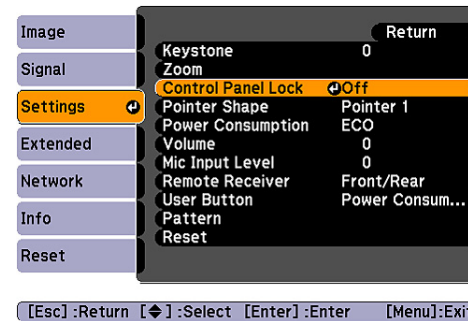 Image
Signal
Settings
Extended
Network
Info
Reset
Return
Keystone 0
Zoom
Control Panel Lock Off
Pointer Shape Pointer 1
Power Consumption ECO
Volume 0
Mic Input Level 0
Remote Receiver Front/Rear
User Button Power Consum...
Pattern
Reset
[Esc] :Return [◆] :Select [Enter] :Enter [Menu]:Exit